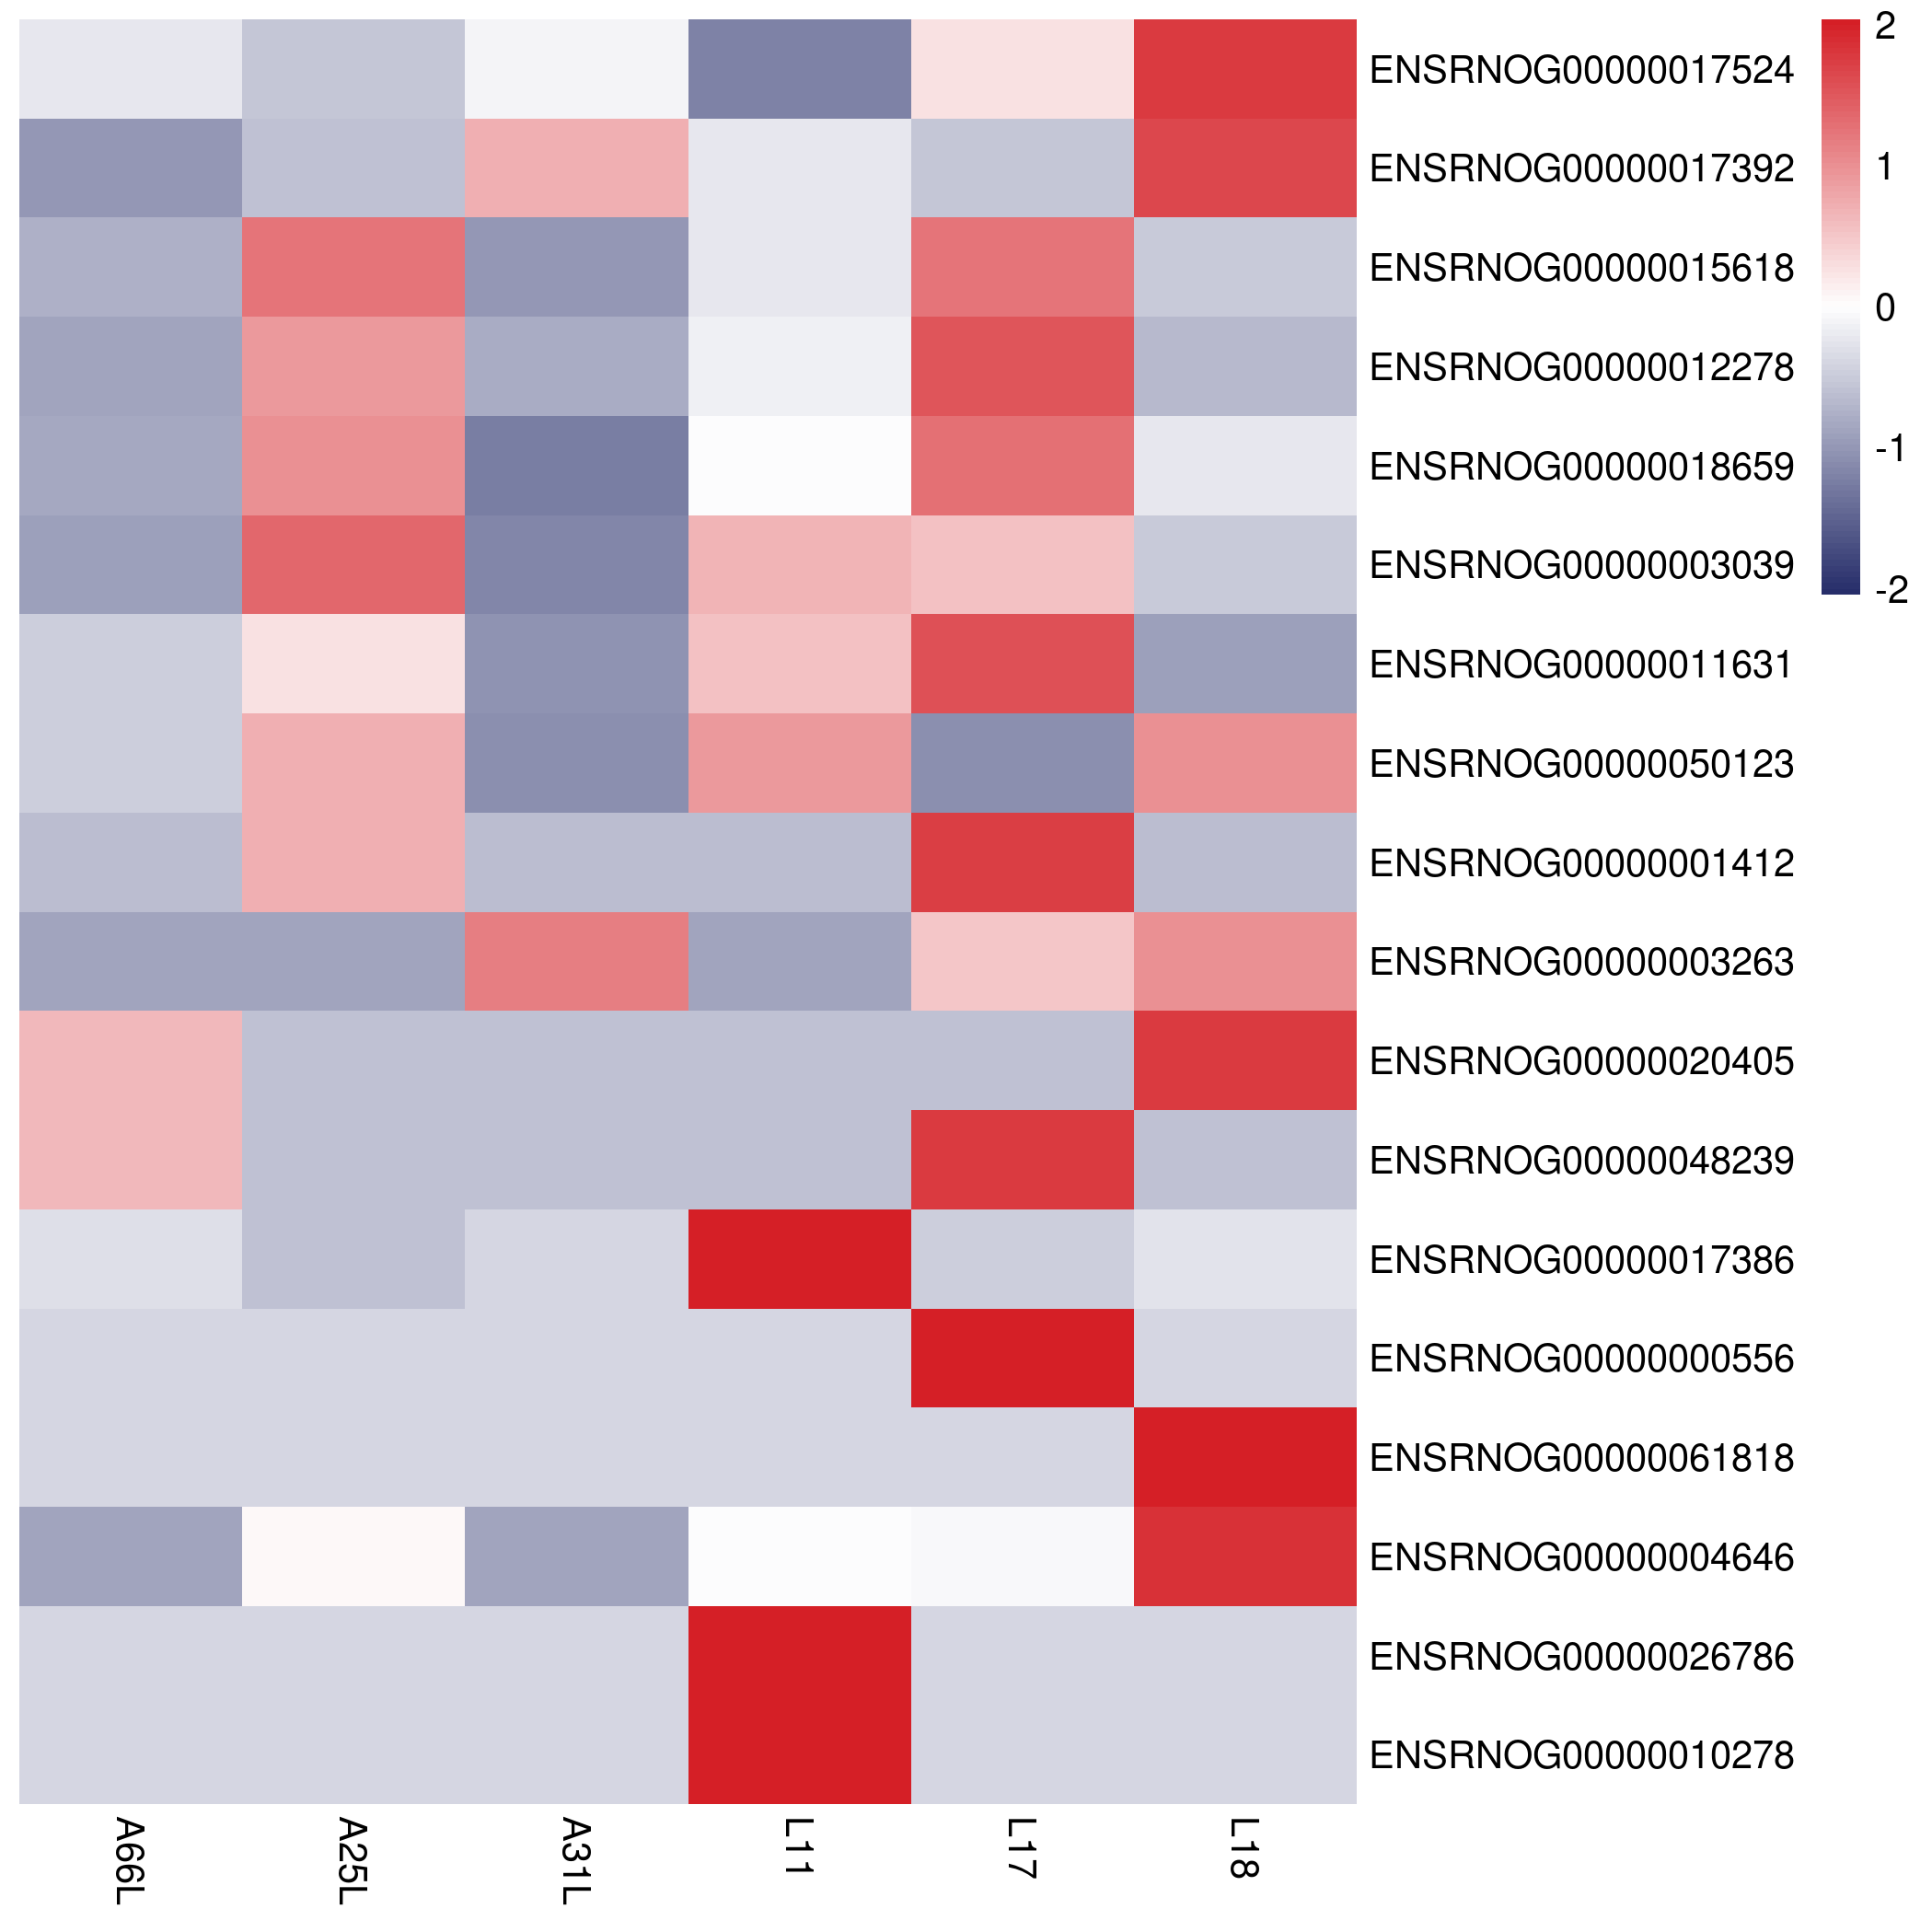 ENSRNOG00000017524
ENSRNOG00000017392
ENSRNOG00000015618
ENSRNOG00000012278
ENSRNOG00000018659
ENSRNOG00000003039
ENSRNOG00000011631
ENSRNOG00000050123
ENSRNOG00000001412
ENSRNOG00000003263
ENSRNOG00000020405
ENSRNOG00000048239
ENSRNOG00000017386
ENSRNOG00000000556
ENSRNOG00000061818
ENSRNOG00000004646
ENSRNOG00000026786
ENSRNOG00000010278
2
1
0
-1
-2
A66L
A25L
A31L
L11
L17
L18